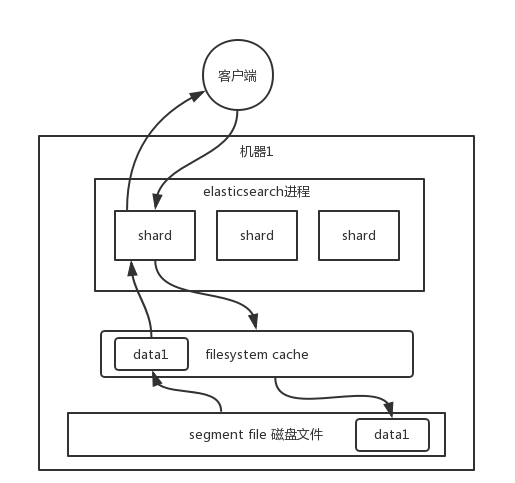 客户端
机器1
elasticsearch进程
shard shard shard
data1 filesystem cache
segment file 磁盘文件 data1